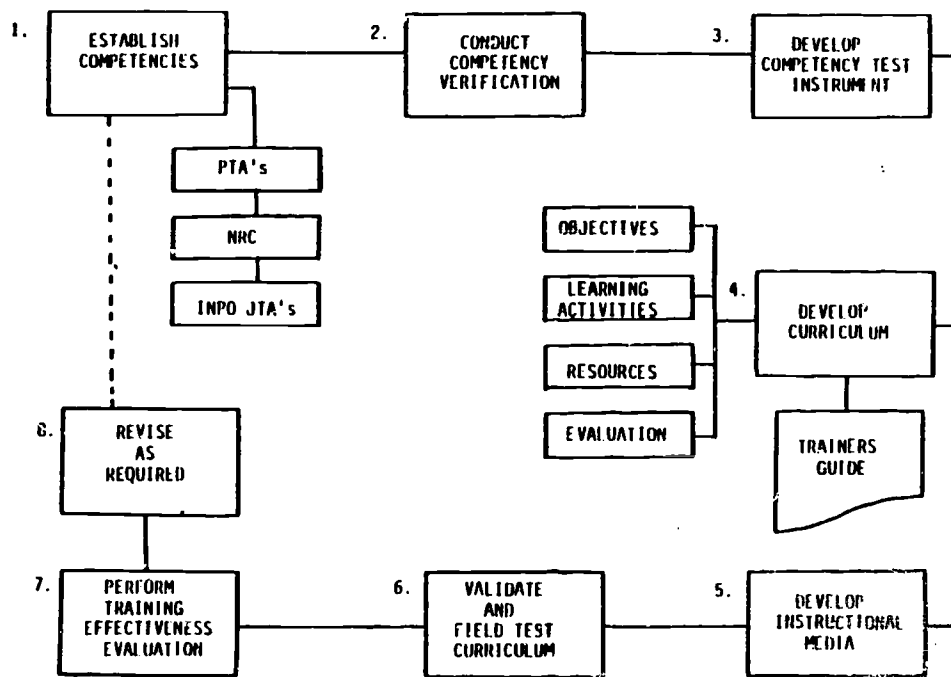 1. ESTABLISH
COMPETENCIES
2. CONDUCT
COMPETENCY
VERIFICATION
3. DEVELOP
COMPETENCY TEST
INSTRUMENT
PTA's
NRC
INPO JTA's
OBJECTIVES
LEARNING
ACTIVITIES
RESOURCES
EVALUATION
4. DEVELOP
CURRICULUM
TRAINERS
GUIDE
8. REVISE
AS
REQUIRED
7. PERFORM
TRAINING
EFFECTIVENESS
EVALUATION
6. VALIDATE
AND
FIELD TEST
CURRICULUM
5. DEVELOP
INSTRUCTIONAL
MEDIA